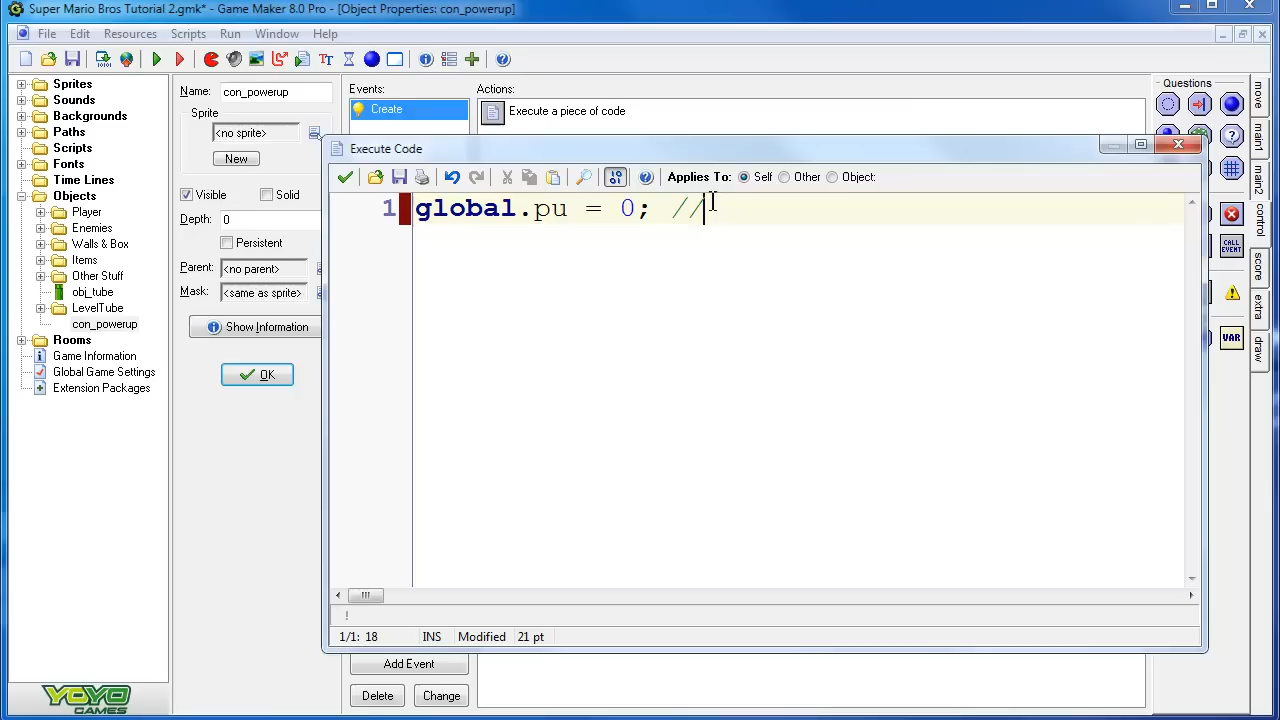 Super Mario Bros Tutorial 2.gmk* - Game Maker 8.0 Pro - [Object Properties: con_powerup]
File Edit Resources Scripts Run Window Help
Sprites
Sounds
Backgrounds
Paths
Scripts
Fonts
Time Lines
Objects
Player
Enemies
Walls & Box
Items
Other Stuff
obj_tube
LevelTube
con_powerup
Rooms
Game Information
Global Game Settings
Extension Packages
YOYO
GAMES
Name: con_powerup
Sprite
<no sprite>
New
Visible Solid
Depth: 0
Persistent
Parent: <no parent>
Mask: <same as sprite>
Show Information
OK
Events:
Create
Add Event
Delete Change
Actions:
Execute a piece of code
Execute Code
Applies To: Self Other Object:
1 global.pu = 0; //
!
1/1: 18 INS Modified 21 pt
Questions
CALL
EVENT
VAR
move
main1
main2
control
score
extra
draw